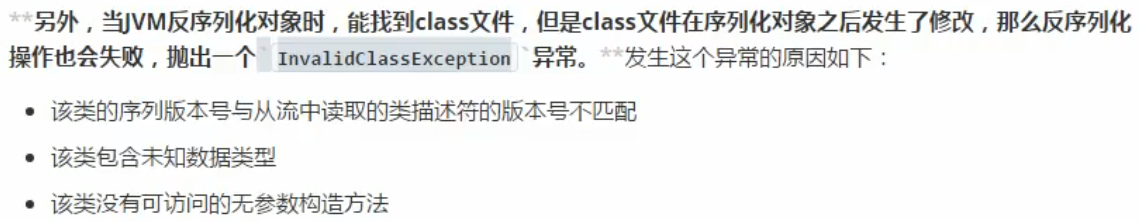 **另外，当JVM反序列化对象时，能找到class文件，但是class文件在序列化对象之后发生了修改，那么反序列化
操作也会失败，抛出一个`InvalidClassException`异常。**发生这个异常的原因如下：
• 该类的序列版本号与从流中读取的类描述符的版本号不匹配
• 该类包含未知数据类型
• 该类没有可访问的无参数构造方法